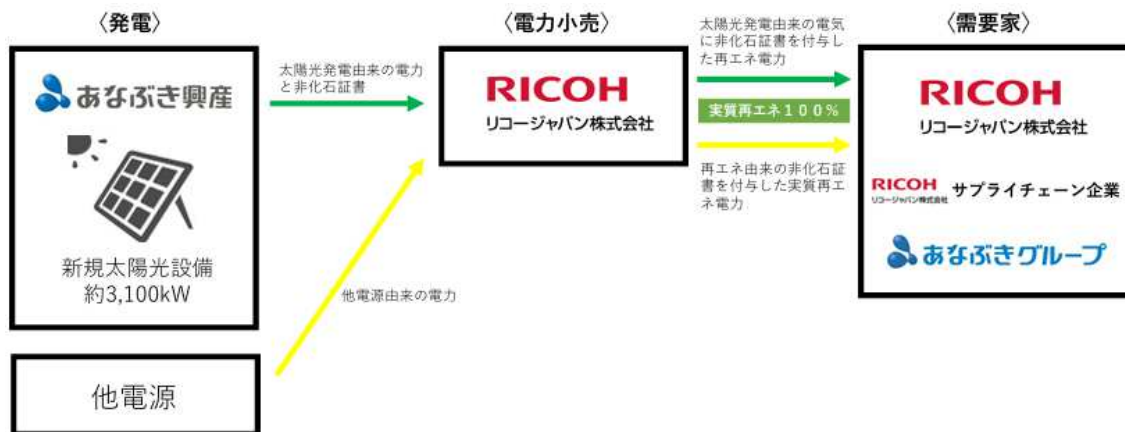 〈発電〉
あなぶき興産
新規太陽光設備
約3,100kW
他電源
太陽光発電由来の電力
と非化石証書
他電源由来の電力
〈電力小売〉
RICOH
リコージャパン株式会社
太陽光発電由来の電気
に非化石証書を付与し
た再エネ電力
実質再エネ100%
再エネ由来の非化石証
書を付与した実質再エ
ネ電力
〈需要家〉
RICOH
リコージャパン株式会社
RICOH
リコージャパン株式会社
サプライチェーン企業
あなぶきグループ